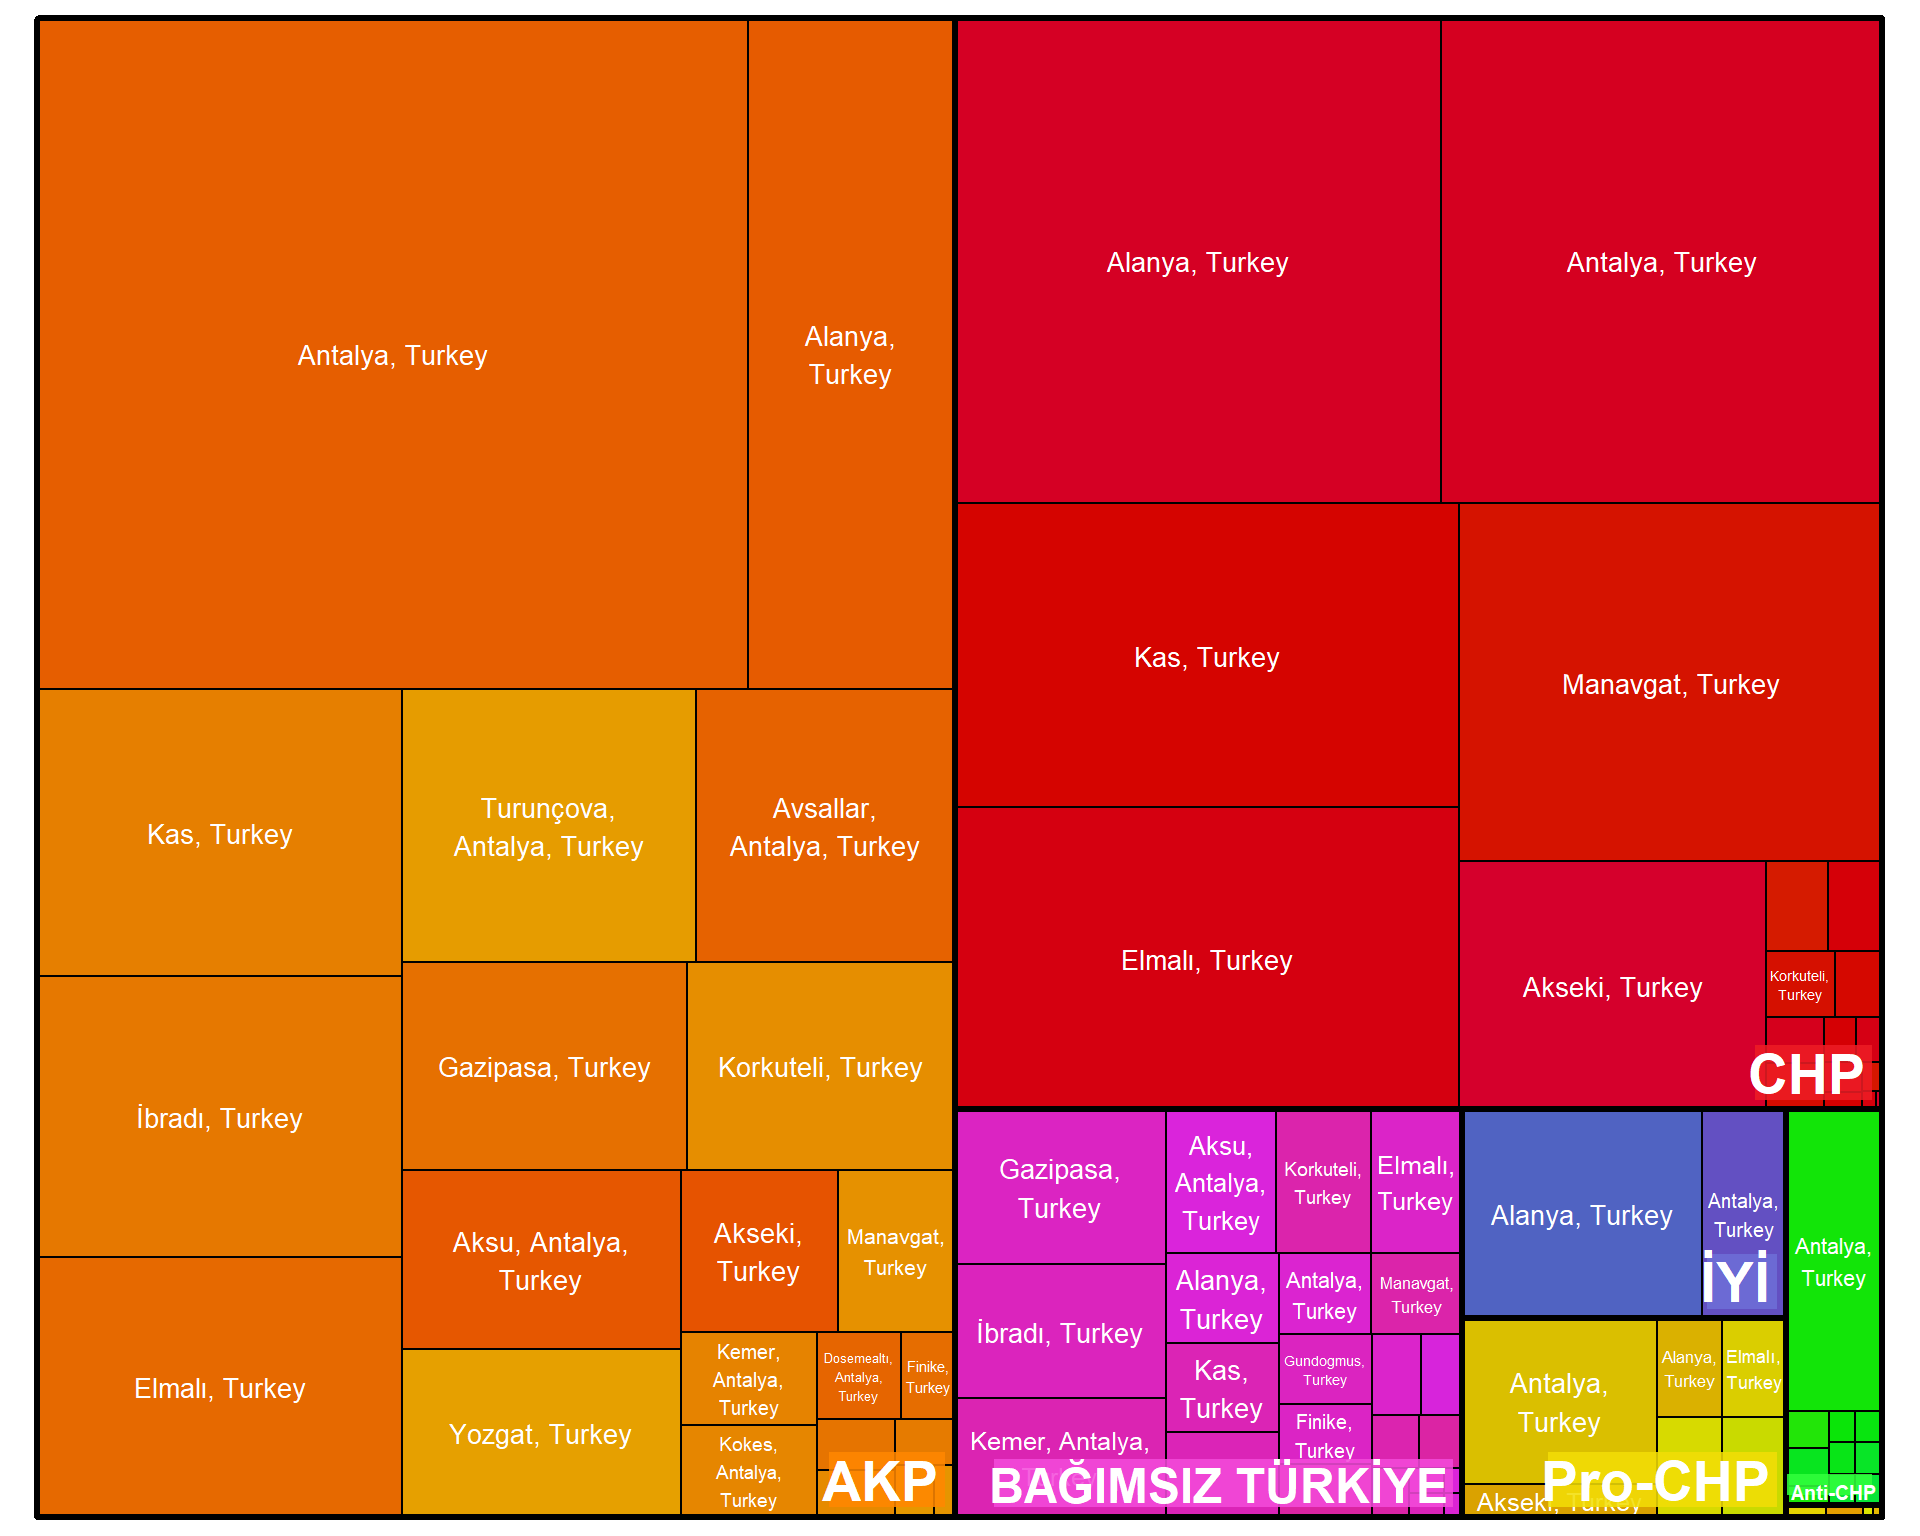 Antalya, Turkey
Alanya,
Turkey
Kas, Turkey
Turunçova,
Antalya, Turkey
Avsallar,
Antalya, Turkey
İbradı, Turkey
Gazipasa, Turkey
Korkuteli, Turkey
Elmalı, Turkey
Aksu, Antalya,
Turkey
Akseki,
Turkey
Manavgat,
Turkey
Yozgat, Turkey
Kemer,
Antalya,
Turkey
Dosemealtı,
Antalya,
Turkey
Finike,
Turkey
Kokes,
Antalya,
Turkey
AKP
Alanya, Turkey
Antalya, Turkey
Kas, Turkey
Manavgat, Turkey
Elmalı, Turkey
Akseki, Turkey
Korkuteli,
Turkey
CHP
Gazipasa,
Turkey
Aksu,
Antalya,
Turkey
Korkuteli,
Turkey
Elmalı,
Turkey
İbradı, Turkey
Alanya,
Turkey
Antalya,
Turkey
Manavgat,
Turkey
Kas,
Turkey
Gundogmus,
Turkey
Kemer, Antalya,
Turkey
Finike,
Turkey
BAĞIMSIZ TÜRKİYE
Alanya, Turkey
Antalya,
Turkey
İYİ
Antalya,
Turkey
Alanya,
Turkey
Elmalı,
Turkey
Akseki, Turkey
Pro-CHP
Antalya,
Turkey
Anti-CHP